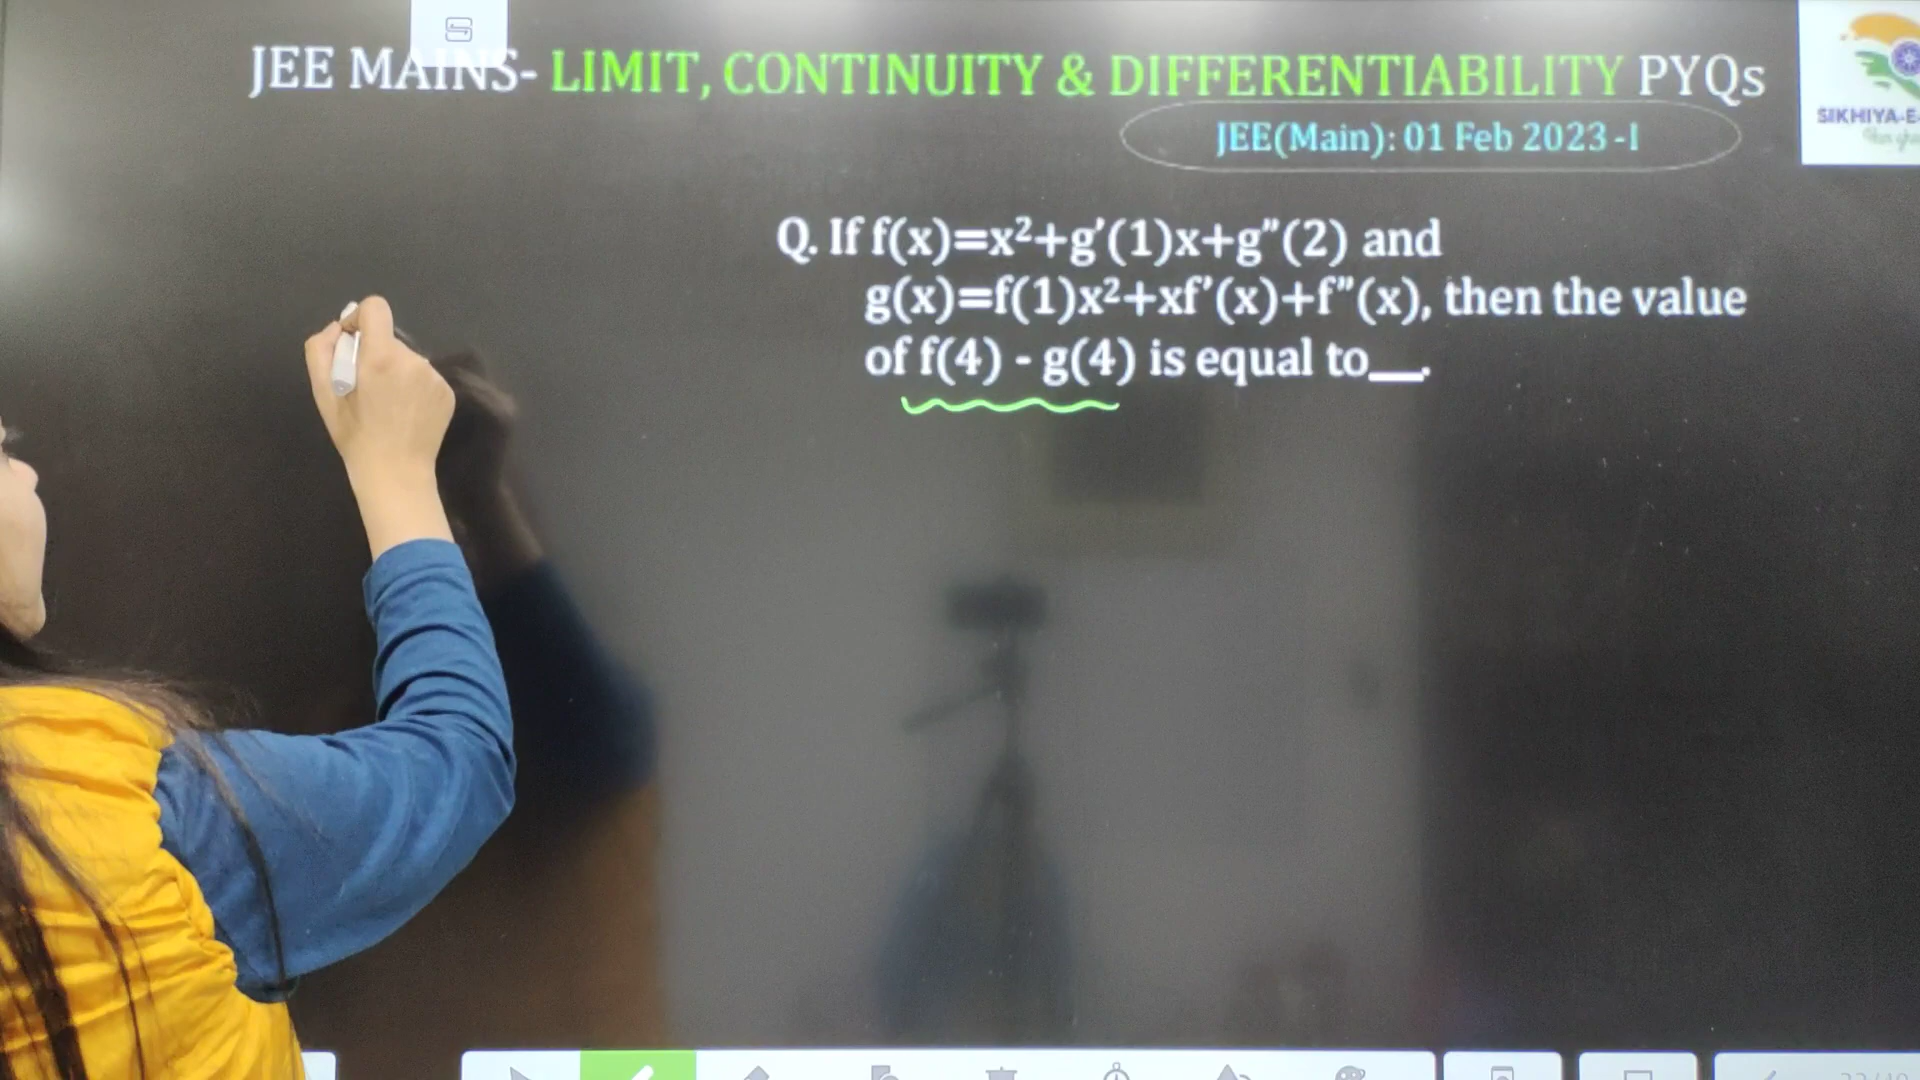 JEE MAINS- LIMIT, CONTINUITY & DIFFERENTIABILITY PYQs
JEE(Main): 01 Feb 2023 -I
SIKHIYA-E-
Q. If f(x)=x²+g'(1)x+g”(2) and
g(x)=f(1)x²+xf'(x)+f”(x), then the value
of f(4) - g(4) is equal to__.